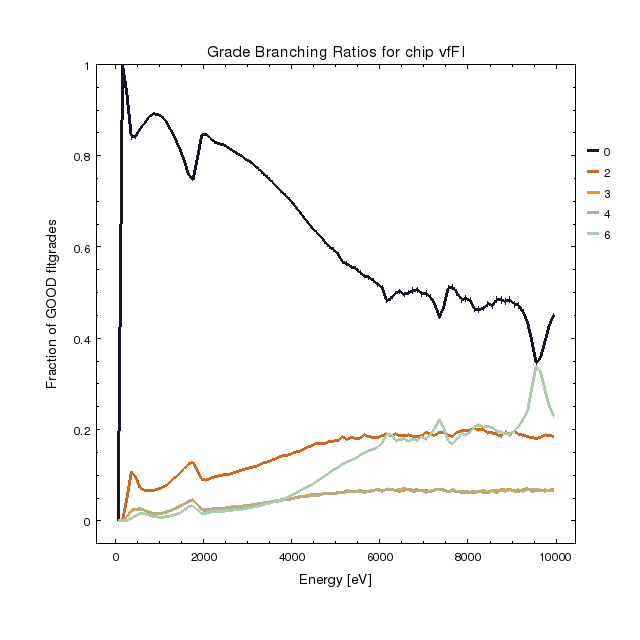 Grade Branching Ratios for chip vfFI
1
0.8
0.6
0.4
0.2
0
Fraction of GOOD fltgrades
0
2
3
4
6
0 2000 4000 6000 8000 10000
Energy [eV]